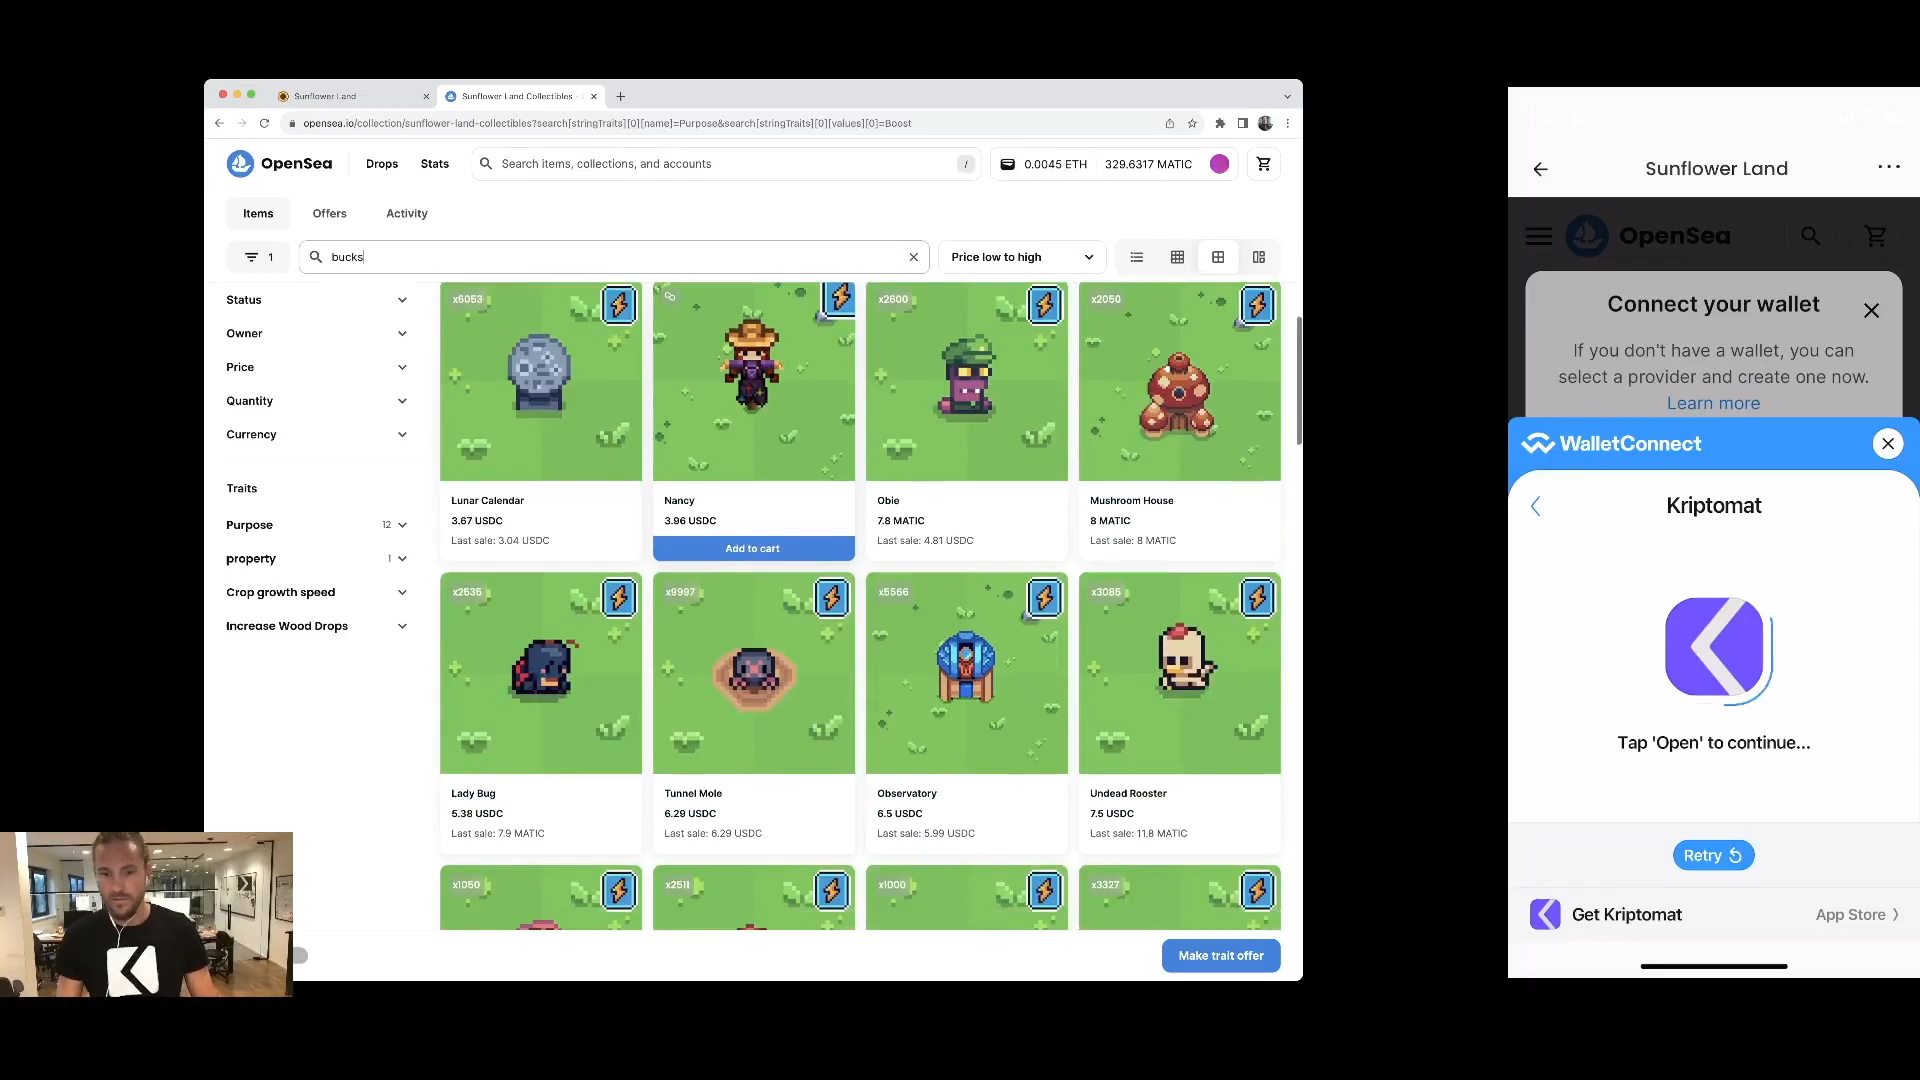 Sunflower Land
Sunflower Land Collectibles -
opensea.io/collection/sunflower-land-collectibles?search[stringTraits][0][name]=Purpose&search[stringTraits][0][values][0]=Boost
OpenSea
Drops
Stats
Search items, collections, and accounts
/
0.0045 ETH
329.6317 MATIC
Items
Offers
Activity
1
bucks
Price low to high
Status
Owner
Price
Quantity
Currency
Traits
Purpose 12
property 1
Crop growth speed
Increase Wood Drops
x6053
x2600
x2050
Lunar Calendar
3.67 USDC
Last sale: 3.04 USDC
Nancy
3.96 USDC
Add to cart
Obie
7.8 MATIC
Last sale: 4.81 USDC
Mushroom House
8 MATIC
Last sale: 8 MATIC
x2535
x9997
x5566
x3085
Lady Bug
5.38 USDC
Last sale: 7.9 MATIC
Tunnel Mole
6.29 USDC
Last sale: 6.29 USDC
Observatory
6.5 USDC
Last sale: 5.99 USDC
Undead Rooster
7.5 USDC
Last sale: 11.8 MATIC
x1050
x2511
x1000
x3327
Make trait offer
Sunflower Land
OpenSea
Connect your wallet
If you don't have a wallet, you can
select a provider and create one now.
Learn more
WalletConnect
Kriptomat
Tap 'Open' to continue...
Retry
Get Kriptomat
App Store